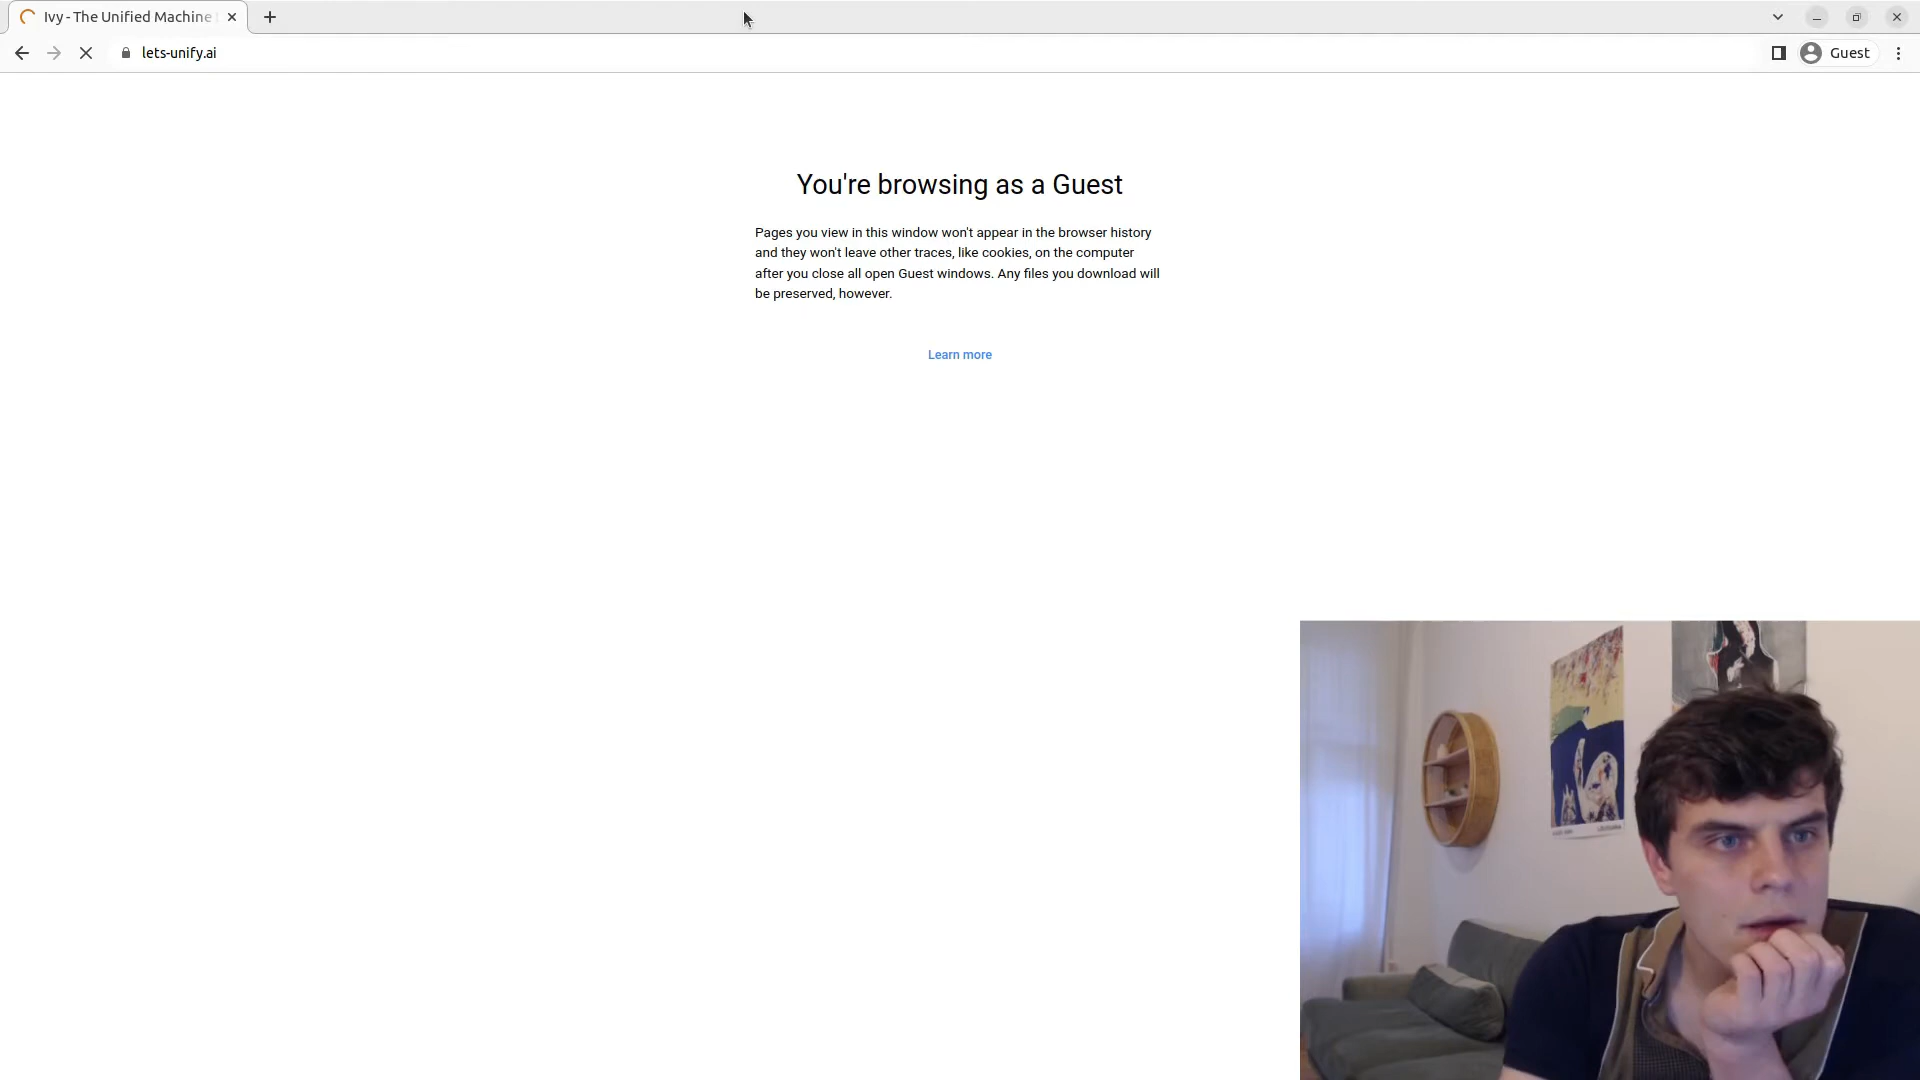 Ivy - The Unified Machine
lets-unify.ai
Guest
You're browsing as a Guest
Pages you view in this window won't appear in the browser history
and they won't leave other traces, like cookies, on the computer
after you close all open Guest windows. Any files you download will
be preserved, however.
Learn more